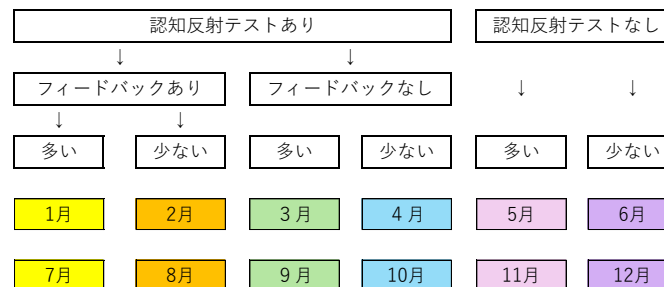 認知反射テストあり 認知反射テストなし
↓ ↓
フィードバックあり フィードバックなし ↓ ↓
↓ ↓
多い 少ない 多い 少ない 多い 少ない
1月 2月 3月 4月 5月 6月
7月 8月 9月 10月 11月 12月